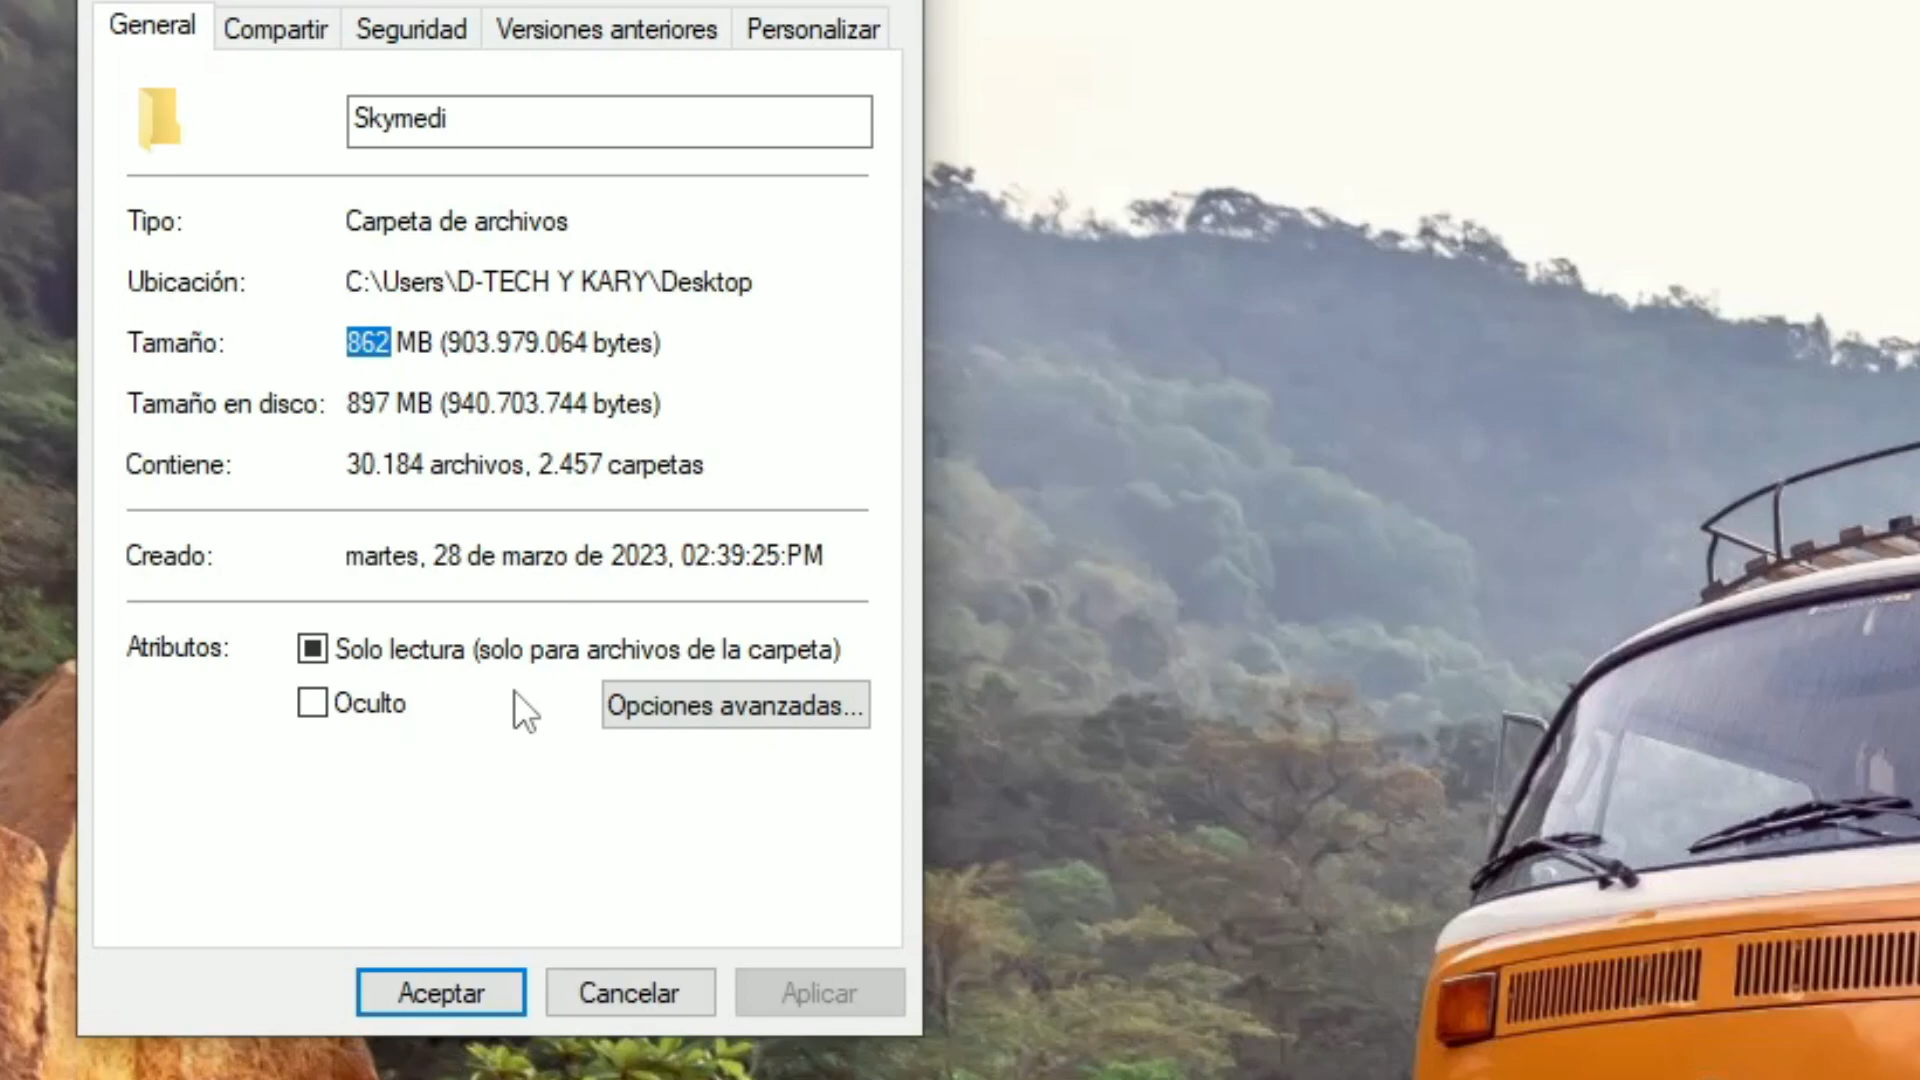 General Compartir Seguridad Versiones anteriores Personalizar
Skymedi
Tipo: Carpeta de archivos
Ubicación: C:\Users\D-TECH Y KARY\Desktop
Tamaño: 862 MB (903.979.064 bytes)
Tamaño en disco: 897 MB (940.703.744 bytes)
Contiene: 30.184 archivos, 2.457 carpetas
Creado: martes, 28 de marzo de 2023, 02:39:25:PM
Atributos: Solo lectura (solo para archivos de la carpeta)
Oculto Opciones avanzadas...
Aceptar Cancelar Aplicar